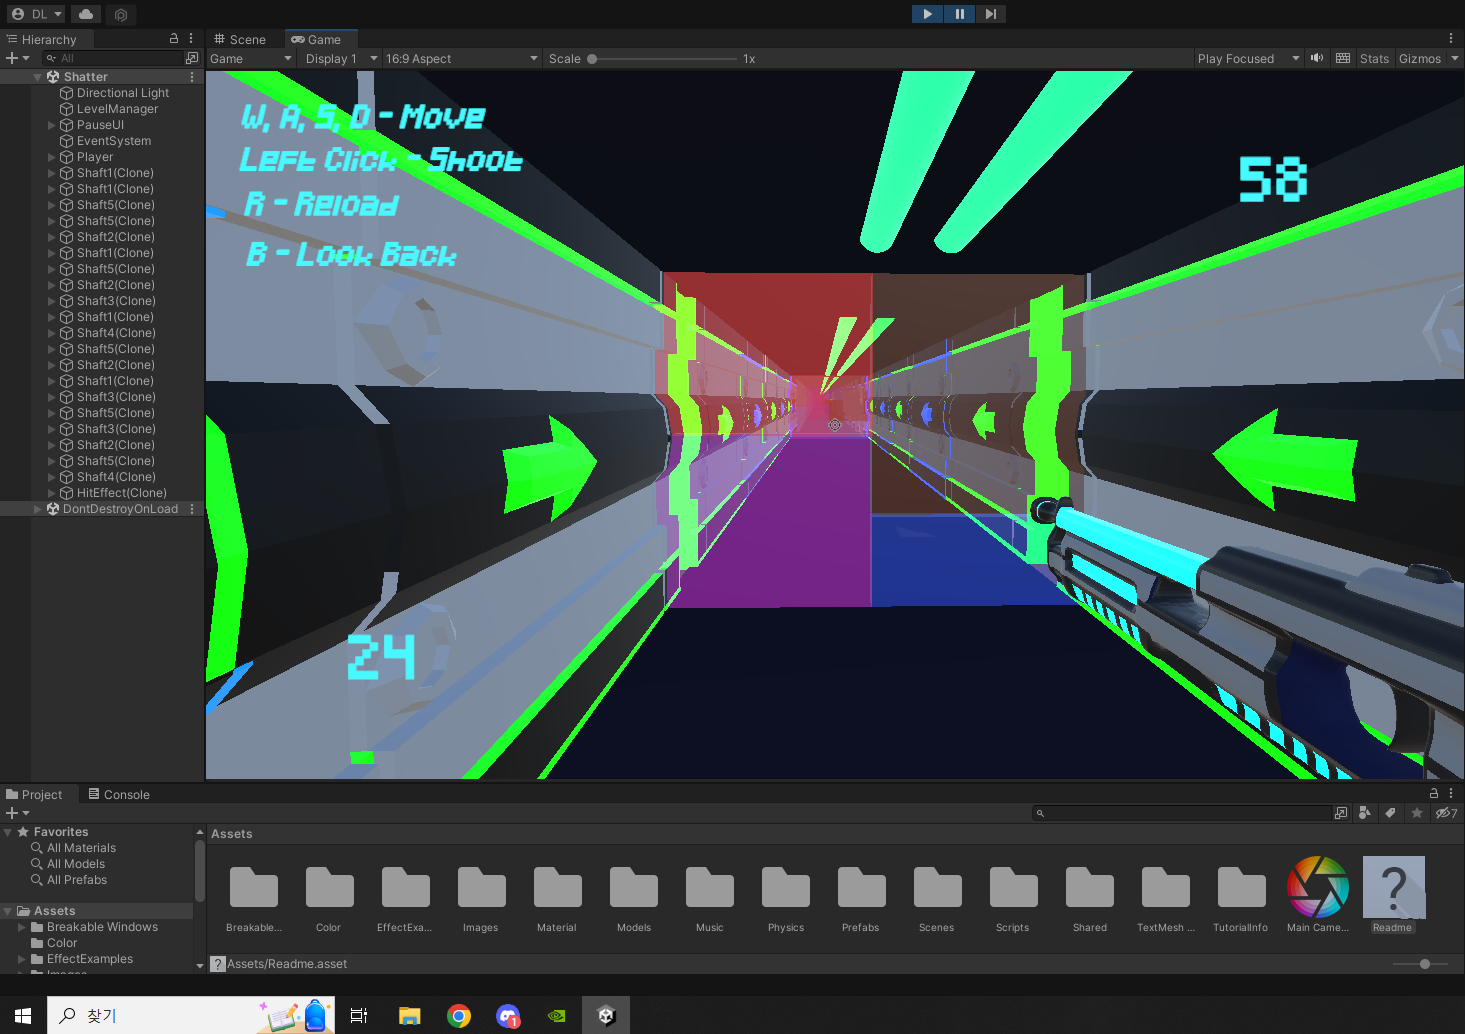 DL
Hierarchy
Scene
Game
All
Game
Display 1
16:9 Aspect
Scale
1x
Play Focused
Stats
Gizmos
Shatter
Directional Light
LevelManager
PauseUI
EventSystem
Player
Shaft1(Clone)
Shaft1(Clone)
Shaft5(Clone)
Shaft5(Clone)
Shaft2(Clone)
Shaft1(Clone)
Shaft5(Clone)
Shaft2(Clone)
Shaft3(Clone)
Shaft1(Clone)
Shaft4(Clone)
Shaft5(Clone)
Shaft2(Clone)
Shaft1(Clone)
Shaft3(Clone)
Shaft5(Clone)
Shaft3(Clone)
Shaft2(Clone)
Shaft5(Clone)
Shaft4(Clone)
HitEffect(Clone)
DontDestroyOnLoad
W, A, S, D - Move
Left Click - Shoot
R - Reload
B - Look Back
58
24
Project
Console
7
Favorites
All Materials
All Models
All Prefabs
Assets
Breakable Windows
Color
EffectExamples
Images
Assets
Breakable...
Color
EffectExa...
Images
Material
Models
Music
Physics
Prefabs
Scenes
Scripts
Shared
TextMesh ...
TutorialInfo
Main Came...
Readme
Assets/Readme.asset
찾기
1